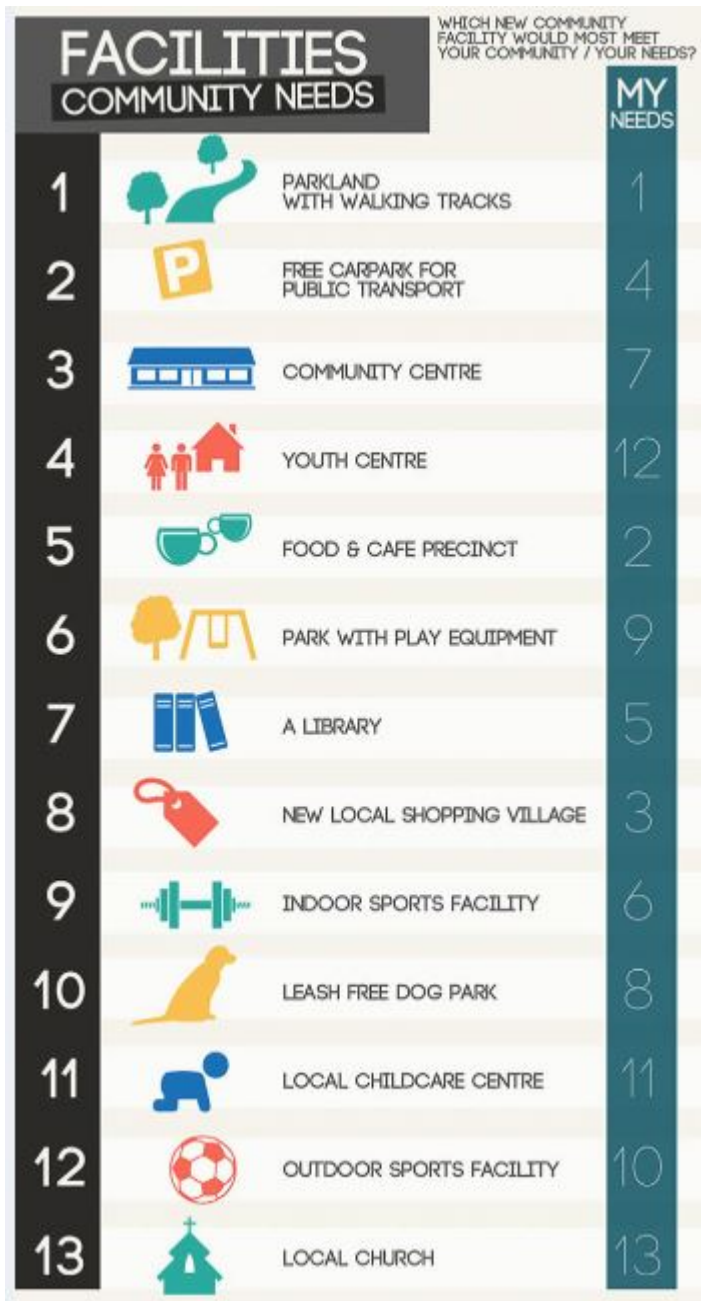 FACILITIES
COMMUNITY NEEDS
WHICH NEW COMMUNITY
FACILITY WOULD MOST MEET
YOUR COMMUNITY / YOUR NEEDS?
MY
NEEDS
1 PARKLAND
WITH WALKING TRACKS 1
2 P FREE CARPARK FOR
PUBLIC TRANSPORT 4
3 COMMUNITY CENTRE 7
4 YOUTH CENTRE 12
5 FOOD & CAFE PRECINCT 2
6 PARK WITH PLAY EQUIPMENT 9
7 A LIBRARY 5
8 NEW LOCAL SHOPPING VILLAGE 3
9 INDOOR SPORTS FACILITY 6
10 LEASH FREE DOG PARK 8
11 LOCAL CHILDCARE CENTRE 11
12 OUTDOOR SPORTS FACILITY 10
13 LOCAL CHURCH 13